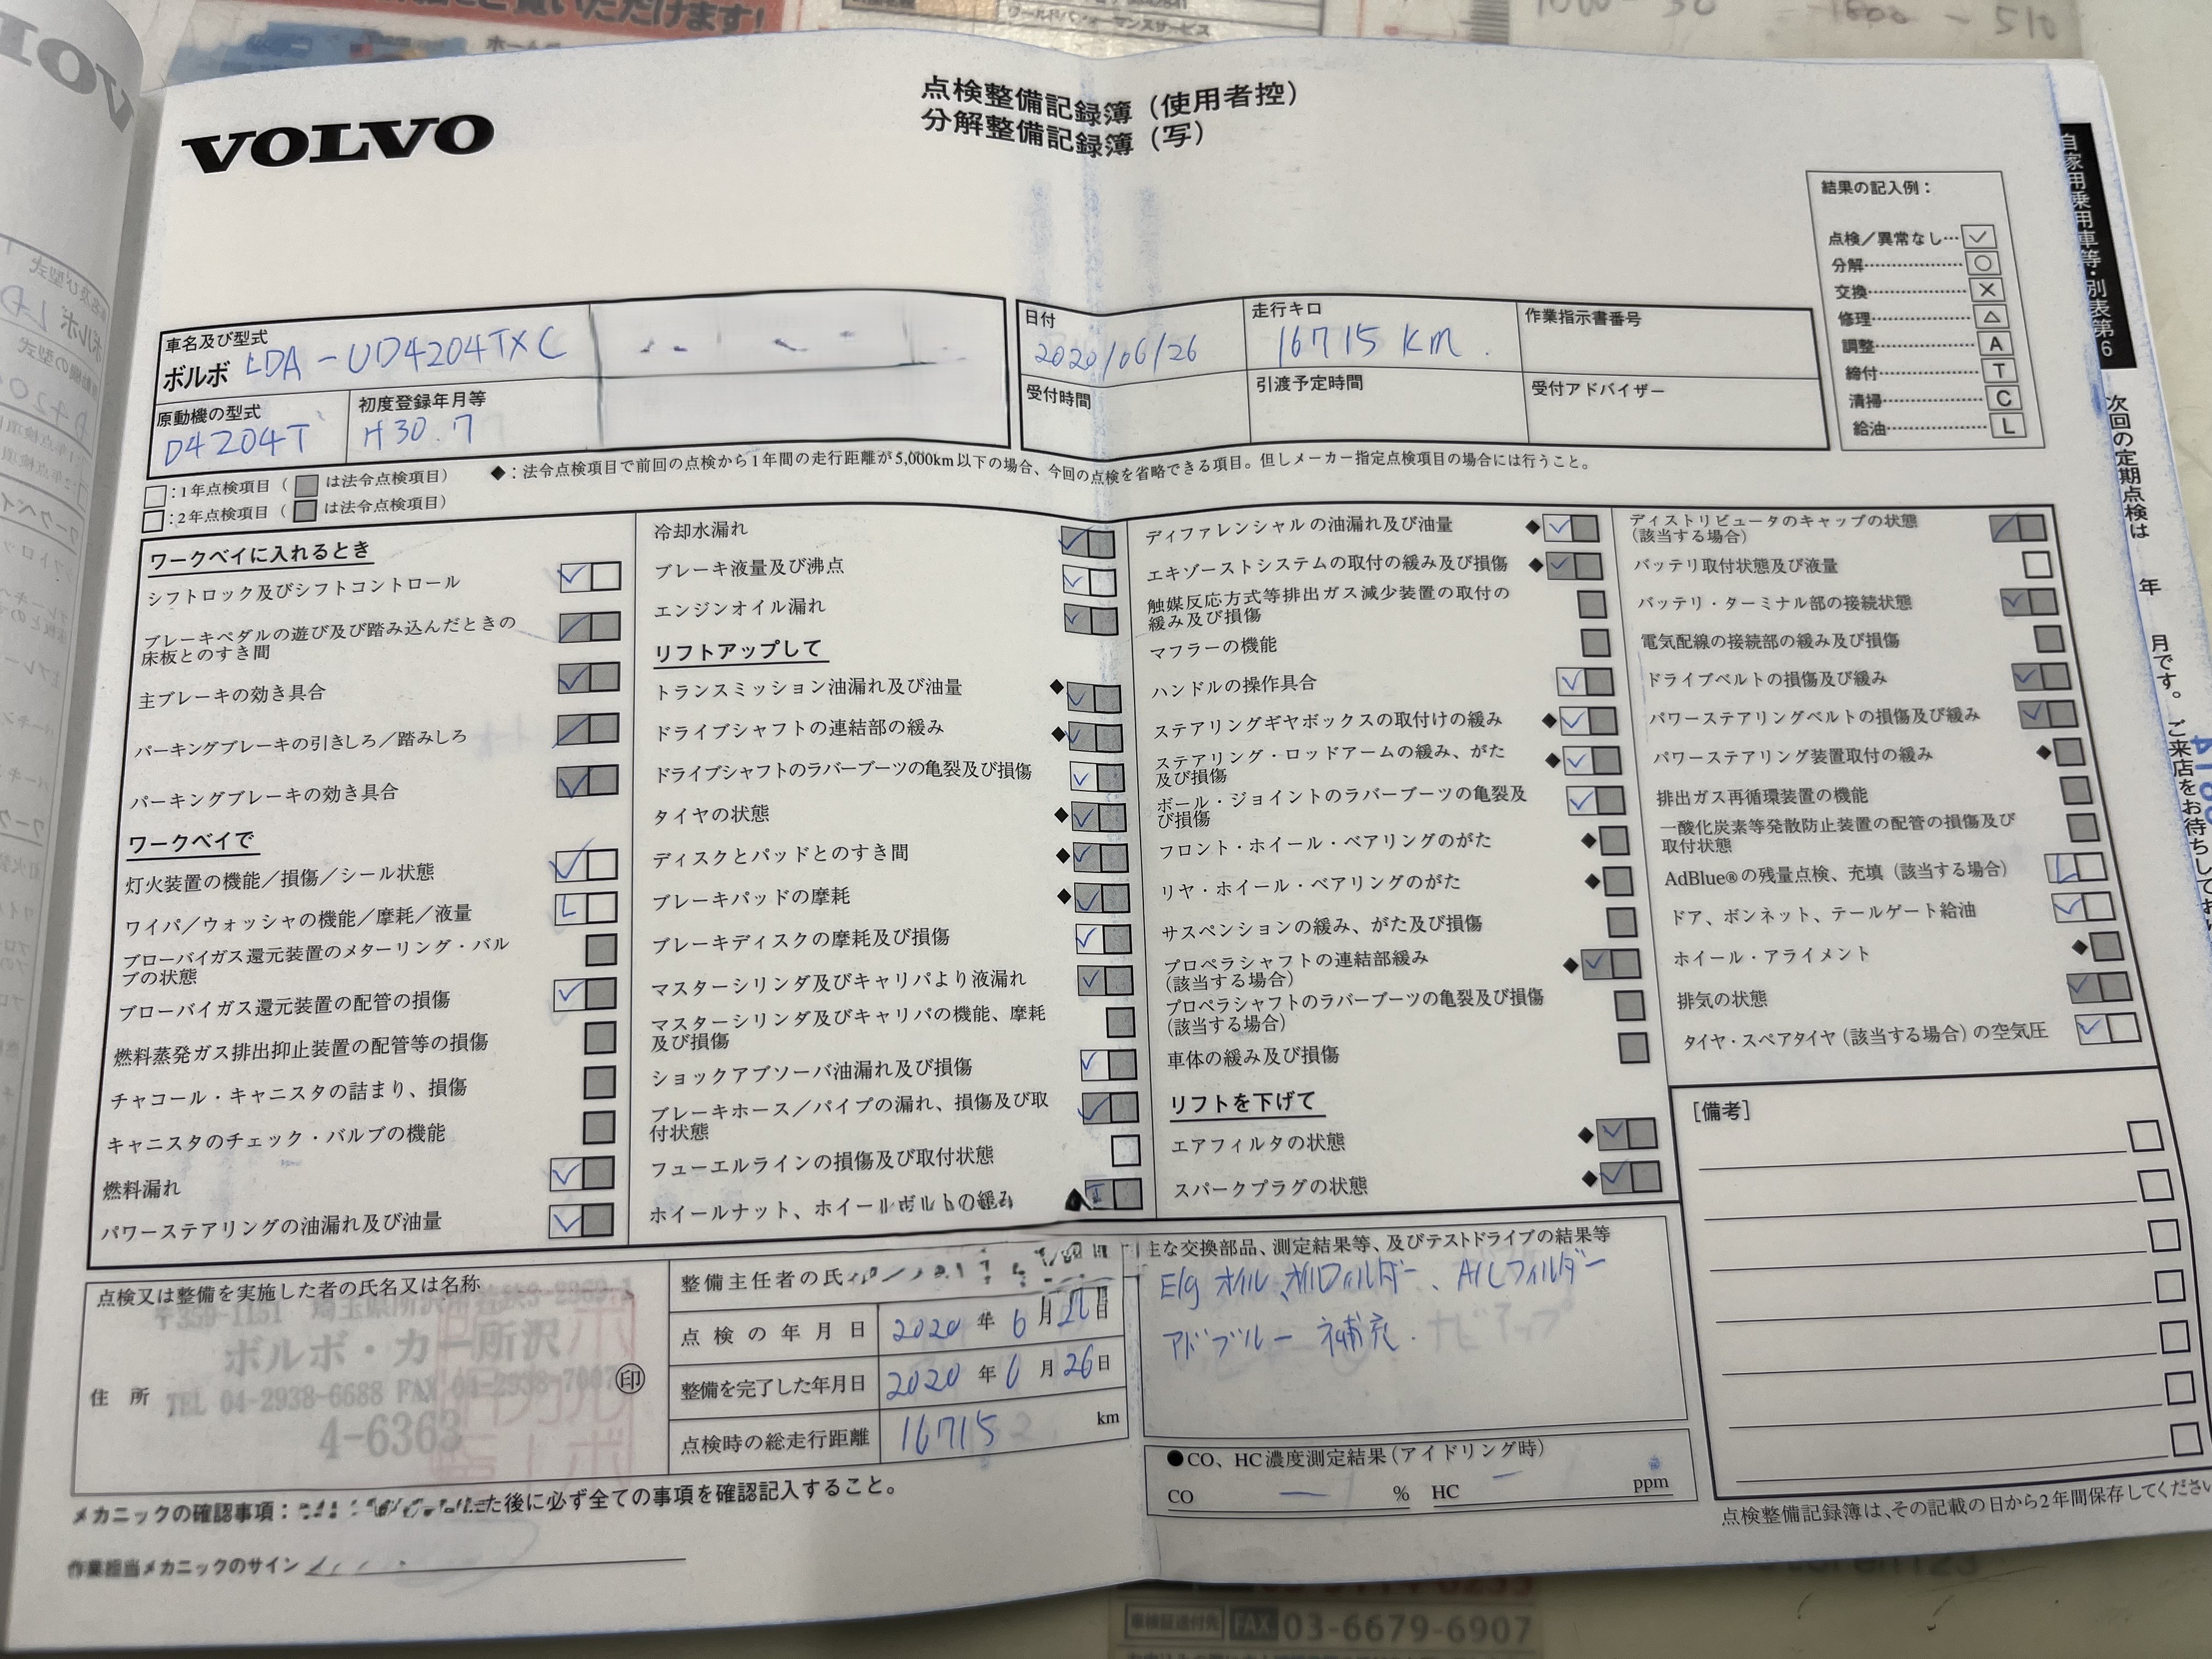 ワールドパフォーマンスサービス
ホーム
1800 - 510
VOLVO
点検整備記録簿（使用者控）
分解整備記録簿（写）
結果の記入例：
点検／異常なし…✓
分解……○
交換……×
修理……△
調整……A
締付……T
清掃……C
給油……L
自家用乗用車等・別表第6
次回の定期点検は 年 月です。ご来店をお待ちして
車名及び型式
ボルボ LDA-UD4204TXC
原動機の型式
D4204T
初度登録年月等
H30.7
日付
2020/06/26
走行キロ
16715 km.
作業指示書番号
受付時間
引渡予定時間
受付アドバイザー
□：1年点検項目（■は法令点検項目）
□：2年点検項目（■は法令点検項目）
◆：法令点検項目で前回の点検から1年間の走行距離が5,000km以下の場合、今回の点検を省略できる項目。但しメーカー指定点検項目の場合には行うこと。
ワークベイに入れるとき
シフトロック及びシフトコントロール
ブレーキペダルの遊び及び踏み込んだときの
床板とのすき間
主ブレーキの効き具合
パーキングブレーキの引きしろ／踏みしろ
パーキングブレーキの効き具合
ワークベイで
灯火装置の機能／損傷／シール状態
ワイパ／ウォッシャの機能／摩耗／液量 L
ブローバイガス還元装置のメターリング・バル
ブの状態
ブローバイガス還元装置の配管の損傷
燃料蒸発ガス排出抑止装置の配管等の損傷
チャコール・キャニスタの詰まり、損傷
キャニスタのチェック・バルブの機能
燃料漏れ
パワーステアリングの油漏れ及び油量
冷却水漏れ
ブレーキ液量及び沸点
エンジンオイル漏れ
リフトアップして
トランスミッション油漏れ及び油量 ◆
ドライブシャフトの連結部の緩み ◆
ドライブシャフトのラバーブーツの亀裂及び損傷
タイヤの状態 ◆
ディスクとパッドとのすき間 ◆
ブレーキパッドの摩耗 ◆
ブレーキディスクの摩耗及び損傷
マスターシリンダ及びキャリパより液漏れ
マスターシリンダ及びキャリパの機能、摩耗
及び損傷
ショックアブソーバ油漏れ及び損傷
ブレーキホース／パイプの漏れ、損傷及び取
付状態
フューエルラインの損傷及び取付状態
ホイールナット、ホイールボルトの緩み ◆ T
ディファレンシャルの油漏れ及び油量 ◆
エキゾーストシステムの取付の緩み及び損傷 ◆
触媒反応方式等排出ガス減少装置の取付の
緩み及び損傷
マフラーの機能
ハンドルの操作具合
ステアリングギヤボックスの取付けの緩み ◆
ステアリング・ロッドアームの緩み、がた
及び損傷 ◆
ボール・ジョイントのラバーブーツの亀裂及
び損傷
フロント・ホイール・ベアリングのがた ◆
リヤ・ホイール・ベアリングのがた ◆
サスペンションの緩み、がた及び損傷
プロペラシャフトの連結部緩み ◆
（該当する場合）
プロペラシャフトのラバーブーツの亀裂及び損傷
（該当する場合）
車体の緩み及び損傷
リフトを下げて
エアフィルタの状態 ◆
スパークプラグの状態 ◆
ディストリビュータのキャップの状態
（該当する場合）
バッテリ取付状態及び液量
バッテリ・ターミナル部の接続状態
電気配線の接続部の緩み及び損傷
ドライブベルトの損傷及び緩み
パワーステアリングベルトの損傷及び緩み
パワーステアリング装置取付の緩み ◆
排出ガス再循環装置の機能
一酸化炭素等発散防止装置の配管の損傷及び
取付状態
AdBlue®の残量点検、充填（該当する場合） L
ドア、ボンネット、テールゲート給油
ホイール・アライメント ◆
排気の状態
タイヤ・スペアタイヤ（該当する場合）の空気圧
［備考］
点検又は整備を実施した者の氏名又は名称
〒359-1151 埼玉県所沢市
ボルボ・カー所沢
住所
TEL 04-2938-6688 FAX 04-2938-7007
4-6363
印
整備主任者の氏
点検の年月日 2020年6月26日
整備を完了した年月日 2020年6月26日
点検時の総走行距離 16715 km
主な交換部品、測定結果等、及びテストドライブの結果等
E/g オイル、オイルフィルター、A/Cフィルター
アドブルー 補充.
●CO、HC濃度測定結果（アイドリング時）
CO — % HC — ppm
メカニックの確認事項：
た後に必ず全ての事項を確認記入すること。
作業担当メカニックのサイン
点検整備記録簿は、その記載の日から2年間保存してください
車検証送付先 FAX 03-6679-6907